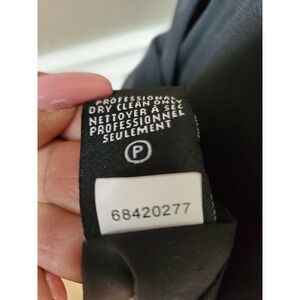 PROFESSIONAL
DRY CLEAN ONLY
NETTOYER À SEC
PROFESSIONNEL
SEULEMENT
P
68420277